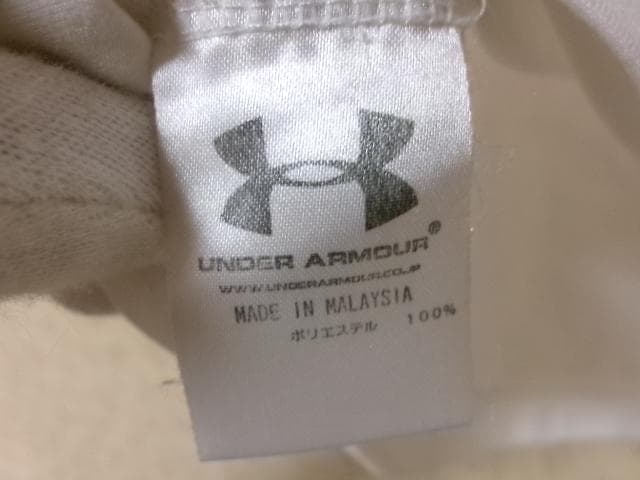 UNDER ARMOUR®
WWW.UNDERARMOUR.CO.JP
MADE IN MALAYSIA
ポリエステル 100%